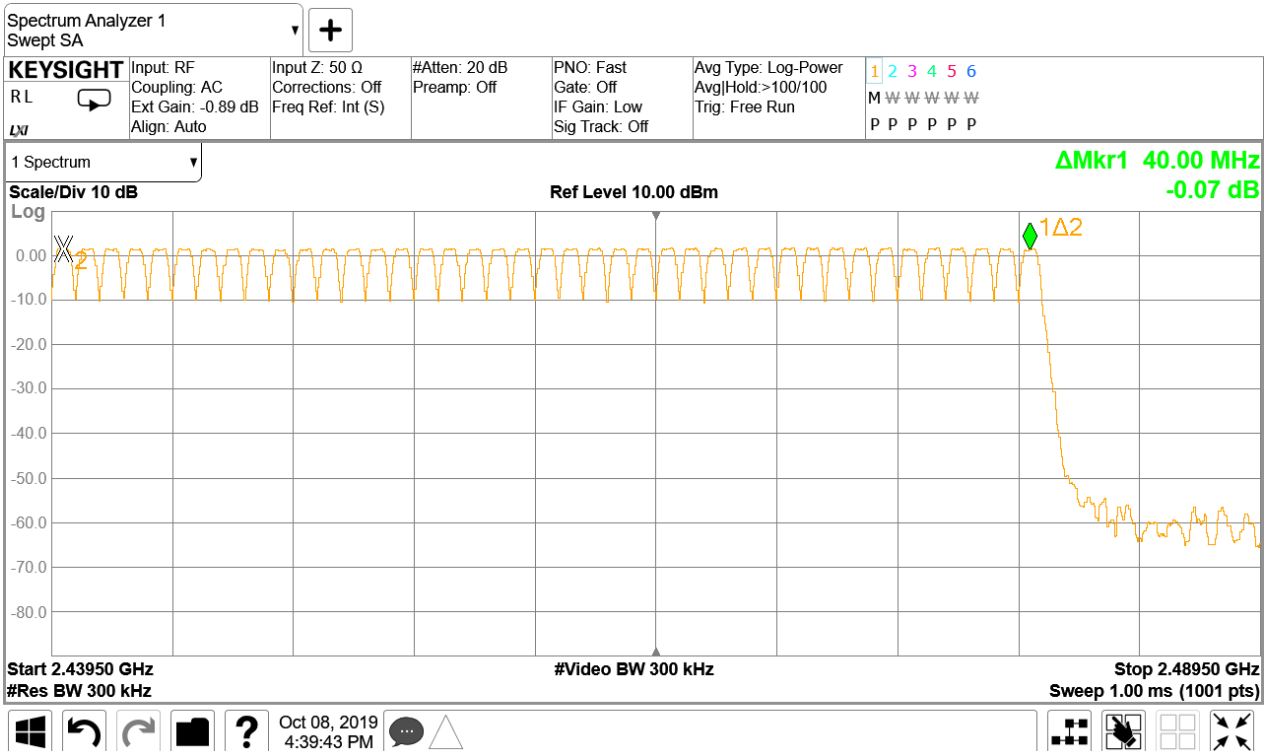 Spectrum Analyzer 1
Swept SA
+
KEYSIGHT
R L
LXI
Input: RF
Coupling: AC
Ext Gain: -0.89 dB
Align: Auto
Input Z: 50 Ω
Corrections: Off
Freq Ref: Int (S)
#Atten: 20 dB
Preamp: Off
PNO: Fast
Gate: Off
IF Gain: Low
Sig Track: Off
Avg Type: Log-Power
Avg|Hold:>100/100
Trig: Free Run
1 2 3 4 5 6
M W W W W W
P P P P P P
1 Spectrum
ΔMkr1 40.00 MHz
-0.07 dB
Scale/Div 10 dB
Ref Level 10.00 dBm
Log
1Δ2
X
2
0.00
-10.0
-20.0
-30.0
-40.0
-50.0
-60.0
-70.0
-80.0
Start 2.43950 GHz
#Video BW 300 kHz
Stop 2.48950 GHz
#Res BW 300 kHz
Sweep 1.00 ms (1001 pts)
?
Oct 08, 2019
4:39:43 PM